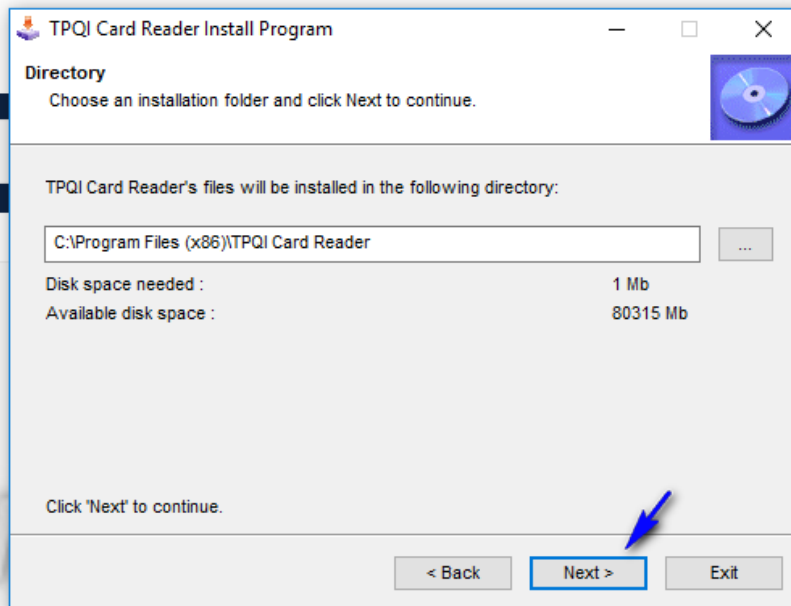 TPQI Card Reader Install Program
Directory
Choose an installation folder and click Next to continue.
TPQI Card Reader's files will be installed in the following directory:
C:\Program Files (x86)\TPQI Card Reader
...
Disk space needed : 1 Mb
Available disk space : 80315 Mb
Click 'Next' to continue.
< Back Next > Exit